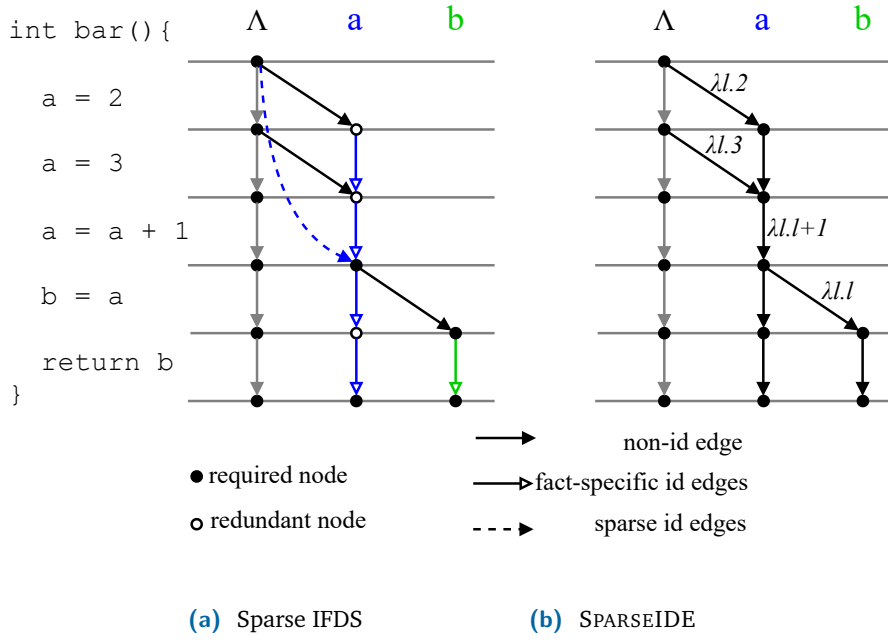 int bar(){
Λ a b
Λ a b
a = 2
λl.2
a = 3
λl.3
a = a + 1
λl.l+1
b = a
λl.l
return b
}
non-id edge
required node
fact-specific id edges
redundant node
sparse id edges
(a) Sparse IFDS
(b) SPARSEIDE